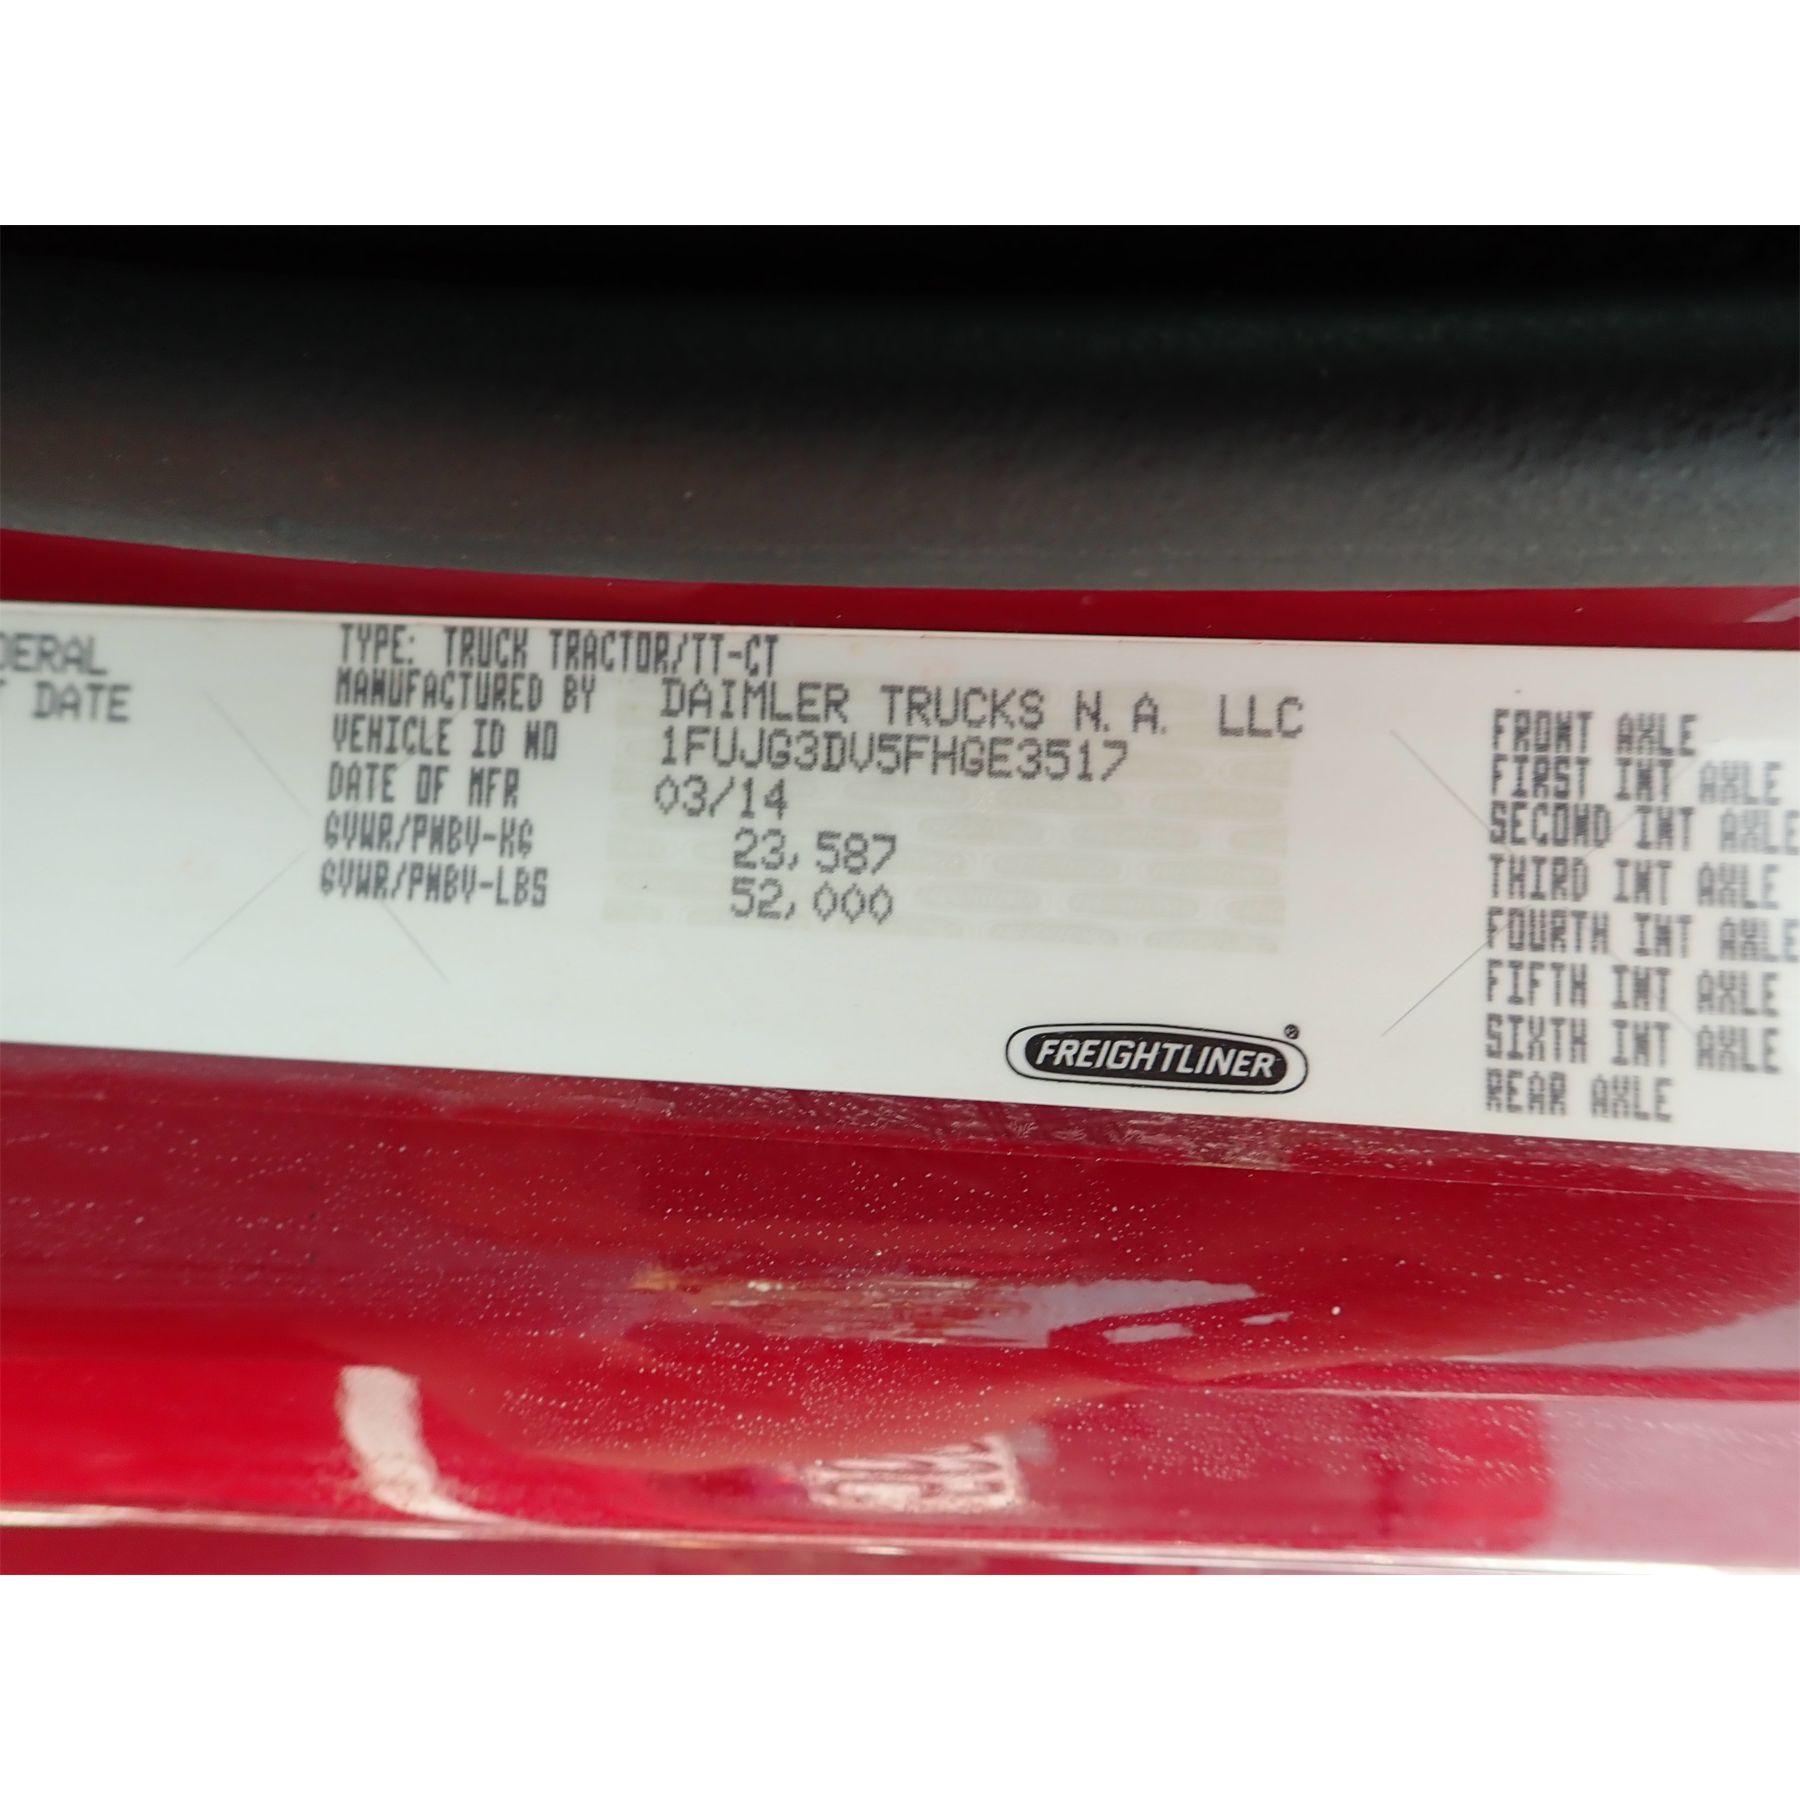 DERAL
T DATE
TYPE: TRUCK TRACTOR/TT-CT
MANUFACTURED BY DAIMLER TRUCKS N.A. LLC
VEHICLE ID NO 1FUJG3DV5FHGE3517
DATE OF MFR 03/14
GVWR/PNBV-KG 23,587
GVWR/PNBV-LBS 52,000
FREIGHTLINER®
FRONT AXLE
FIRST INT AXLE
SECOND INT AXLE
THIRD INT AXLE
FOURTH INT AXLE
FIFTH INT AXLE
SIXTH INT AXLE
REAR AXLE